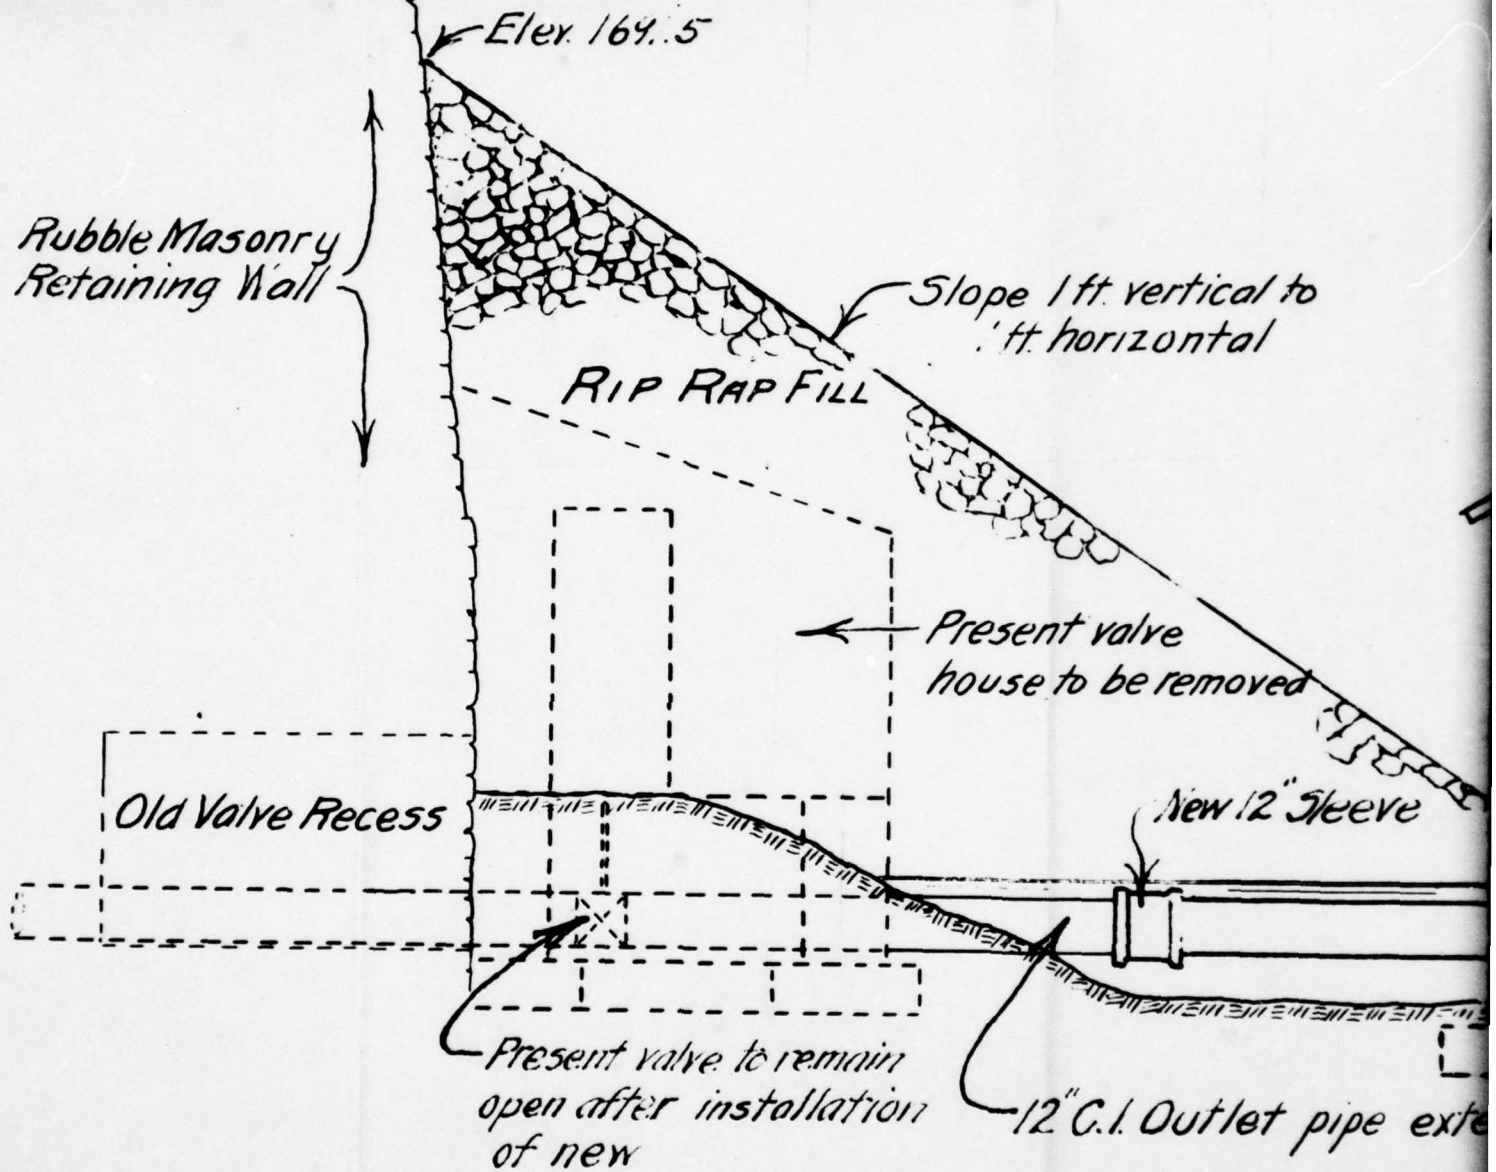 Elev. 169.5
Rubble Masonry
Retaining Wall
Slope 1 ft. vertical to
ft. horizontal
RIP RAP FILL
Present valve
house to be removed
Old Valve Recess
New 12" Sleeve
Present valve to remain
open after installation
of new
12" C.I. Outlet pipe exte